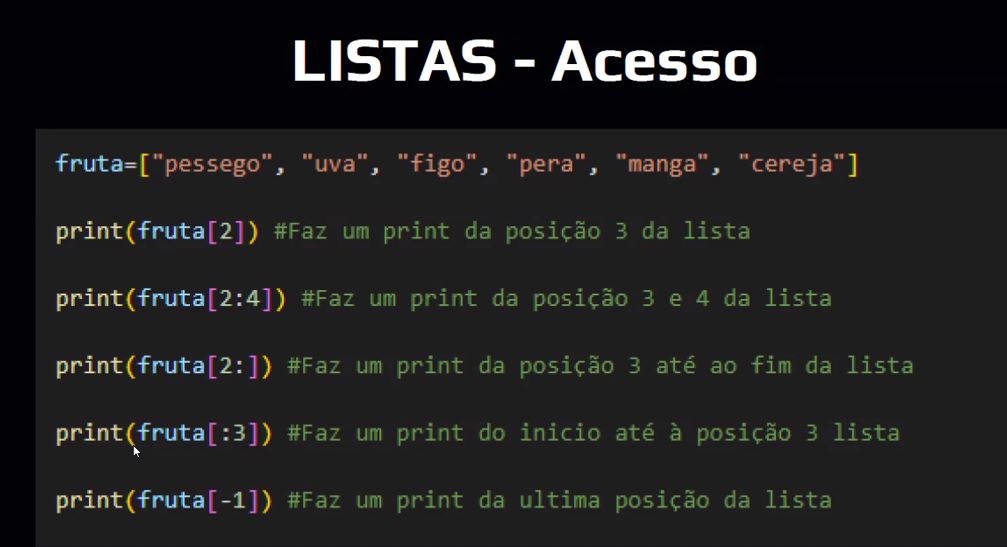 LISTAS - Acesso
fruta=["pessego", "uva", "figo", "pera", "manga", "cereja"]
print(fruta[2]) #Faz um print da posição 3 da lista
print(fruta[2:4]) #Faz um print da posição 3 e 4 da lista
print(fruta[2:]) #Faz um print da posição 3 até ao fim da lista
print(fruta[:3]) #Faz um print do inicio até à posição 3 lista
print(fruta[-1]) #Faz um print da ultima posição da lista